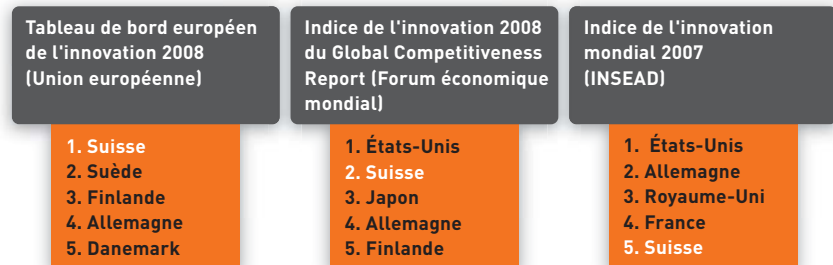 Tableau de bord européen
de l'innovation 2008
(Union européenne)
1. Suisse
2. Suède
3. Finlande
4. Allemagne
5. Danemark
Indice de l'innovation 2008
du Global Competitiveness
Report (Forum économique
mondial)
1. États-Unis
2. Suisse
3. Japon
4. Allemagne
5. Finlande
Indice de l'innovation
mondial 2007
(INSEAD)
1. États-Unis
2. Allemagne
3. Royaume-Uni
4. France
5. Suisse